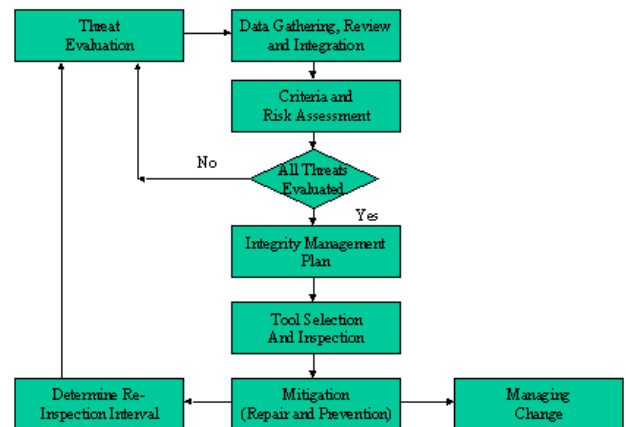 Threat
Evaluation
Data Gathering, Review
and Integration
Criteria and
Risk Assessment
No
All Threats
Evaluated
Yes
Integrity Management
Plan
Tool Selection
And Inspection
Determine Re-
Inspection Interval
Mitigation
(Repair and Prevention)
Managing
Change